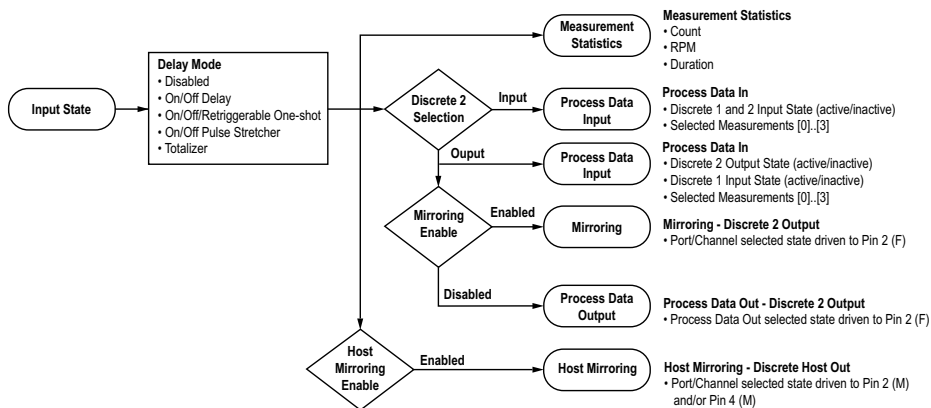 Input State
Delay Mode
• Disabled
• On/Off Delay
• On/Off/Retriggerable One-shot
• On/Off Pulse Stretcher
• Totalizer
Measurement
Statistics
Measurement Statistics
• Count
• RPM
• Duration
Discrete 2
Selection
Input
Process Data
Input
Process Data In
• Discrete 1 and 2 Input State (active/inactive)
• Selected Measurements [0]..[3]
Ouput
Process Data
Input
Process Data In
• Discrete 2 Output State (active/inactive)
• Discrete 1 Input State (active/inactive)
• Selected Measurements [0]..[3]
Mirroring
Enable
Enabled
Mirroring
Mirroring - Discrete 2 Output
• Port/Channel selected state driven to Pin 2 (F)
Disabled
Process Data
Output
Process Data Out - Discrete 2 Output
• Process Data Out selected state driven to Pin 2 (F)
Host
Mirroring
Enable
Enabled
Host Mirroring
Host Mirroring - Discrete Host Out
• Port/Channel selected state driven to Pin 2 (M)
and/or Pin 4 (M)